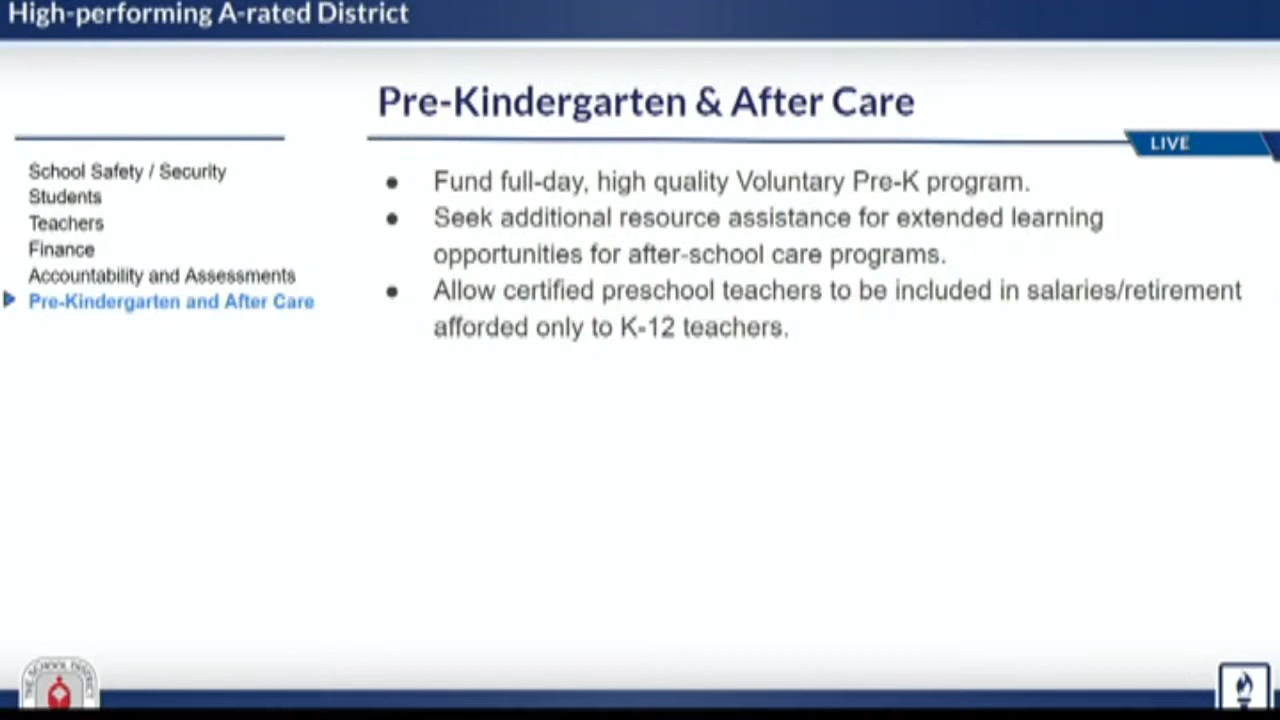 High-performing A-rated District
Pre-Kindergarten & After Care
LIVE
School Safety / Security
Students
Teachers
Finance
Accountability and Assessments
Pre-Kindergarten and After Care
● Fund full-day, high quality Voluntary Pre-K program.
● Seek additional resource assistance for extended learning
opportunities for after-school care programs.
● Allow certified preschool teachers to be included in salaries/retirement
afforded only to K-12 teachers.
THE SCHOOL DISTRICT